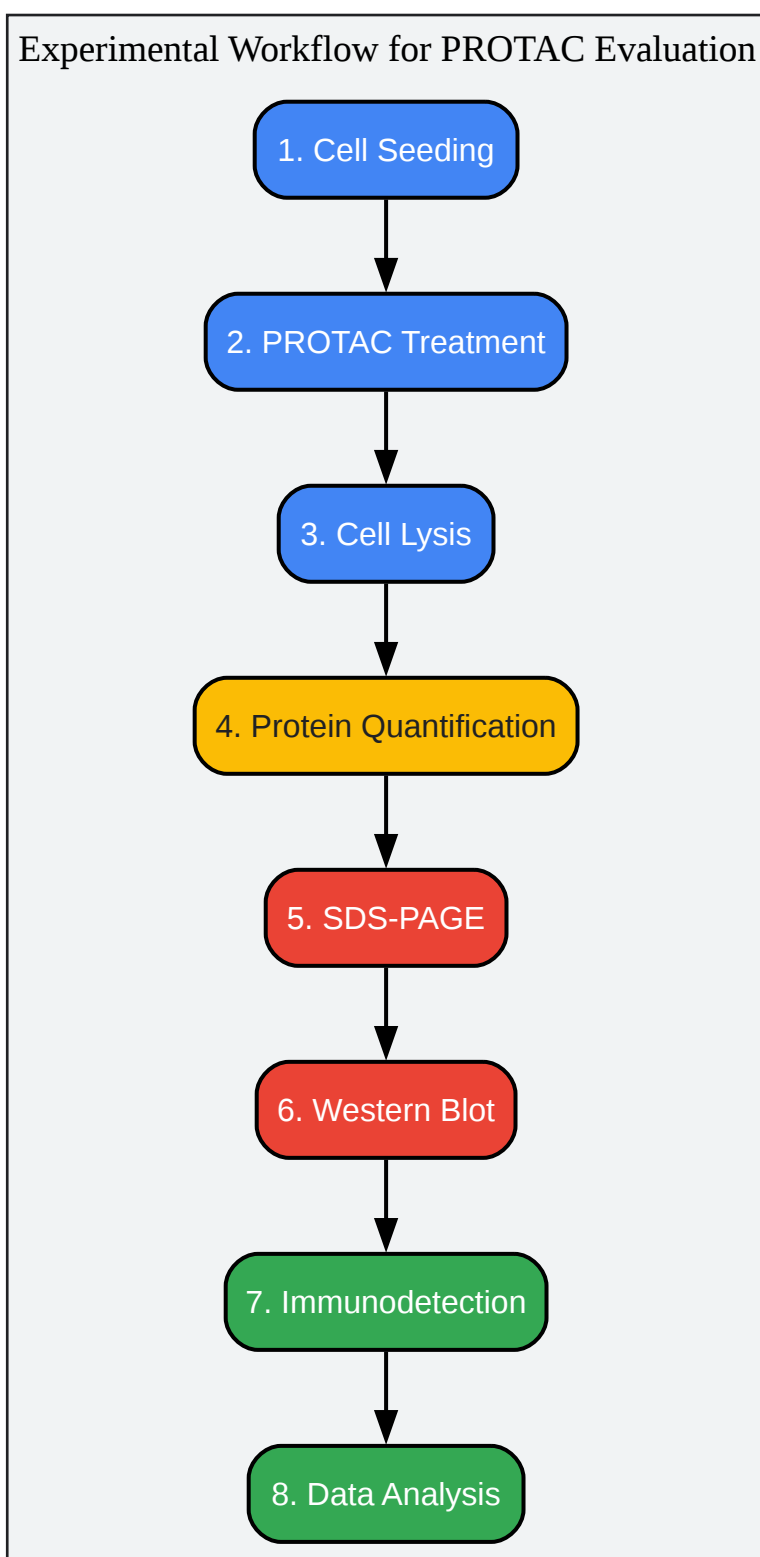 Experimental Workflow for PROTAC Evaluation
1. Cell Seeding
2. PROTAC Treatment
3. Cell Lysis
4. Protein Quantification
5. SDS-PAGE
6. Western Blot
7. Immunodetection
8. Data Analysis